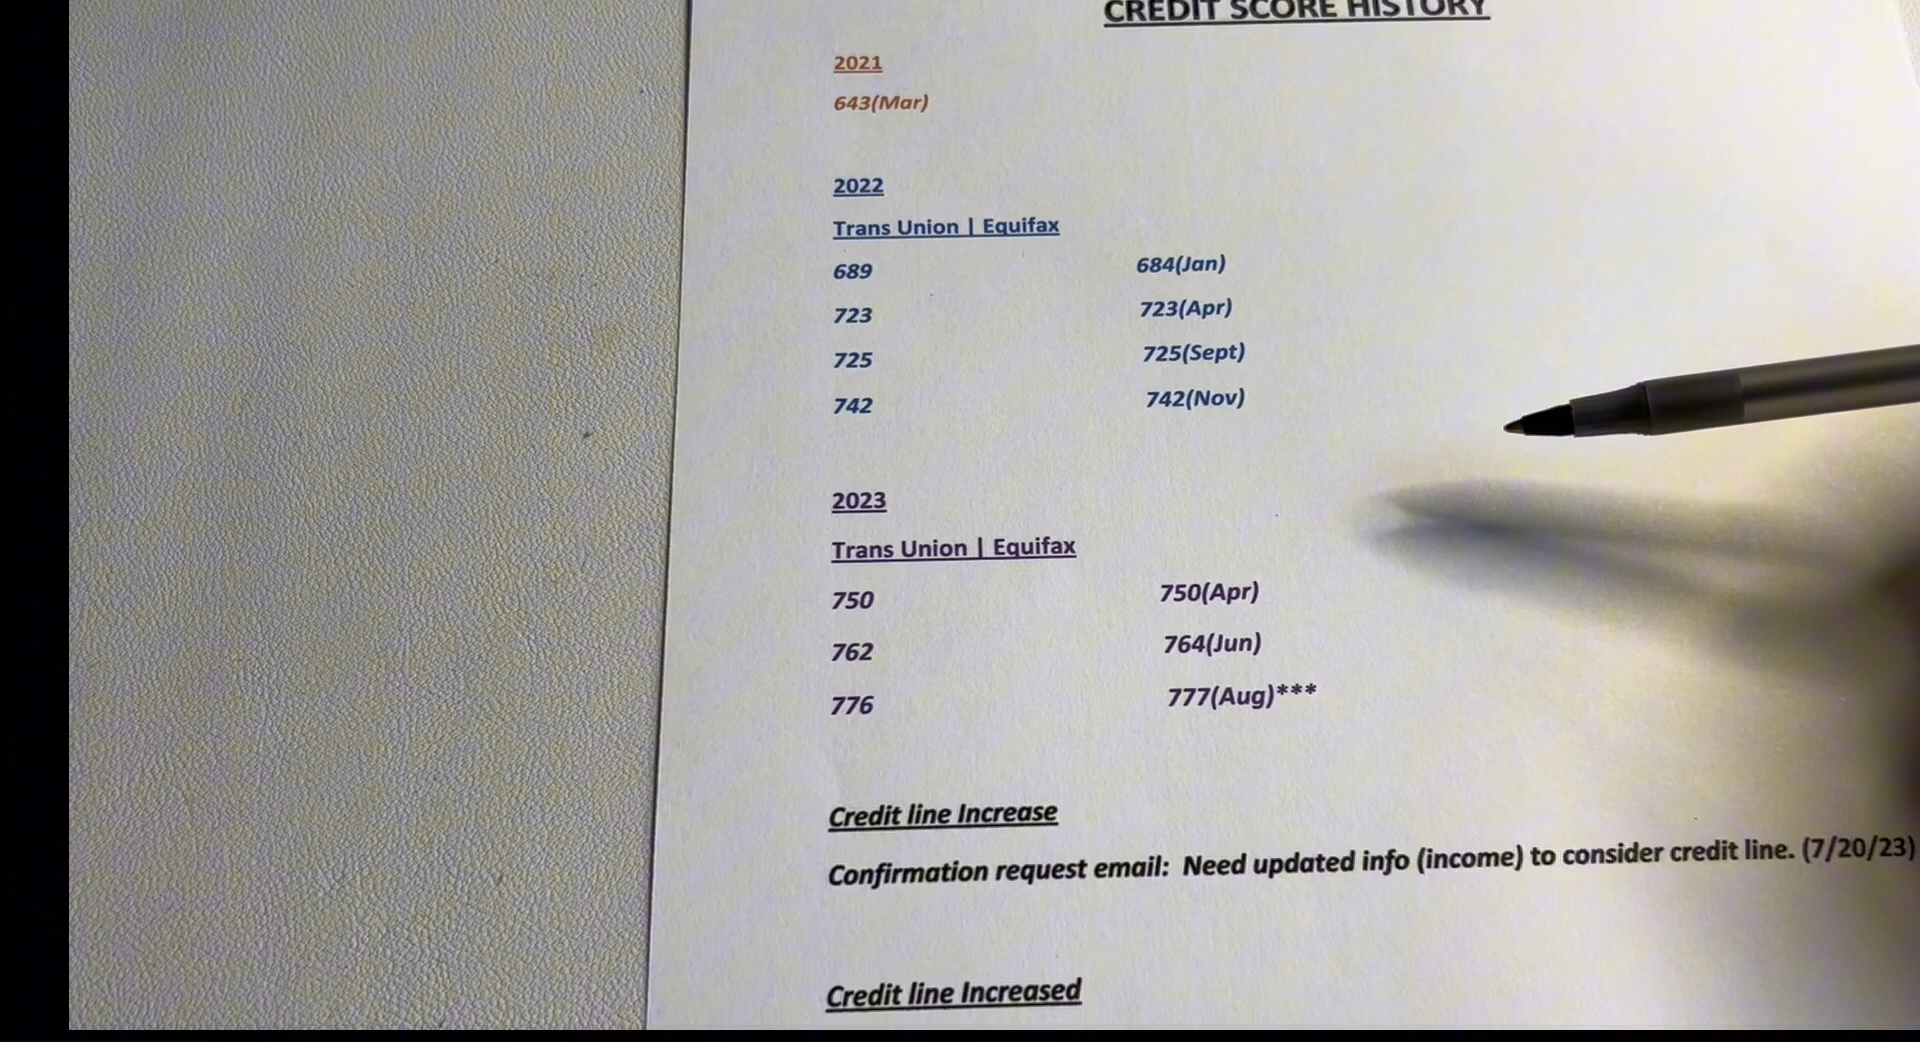 CREDIT SCORE HISTORY
2021
643(Mar)
2022
Trans Union | Equifax
689 684(Jan)
723 723(Apr)
725 725(Sept)
742 742(Nov)
2023
Trans Union | Equifax
750 750(Apr)
762 764(Jun)
776 777(Aug)***
Credit line Increase
Confirmation request email: Need updated info (income) to consider credit line. (7/20/23)
Credit line Increased